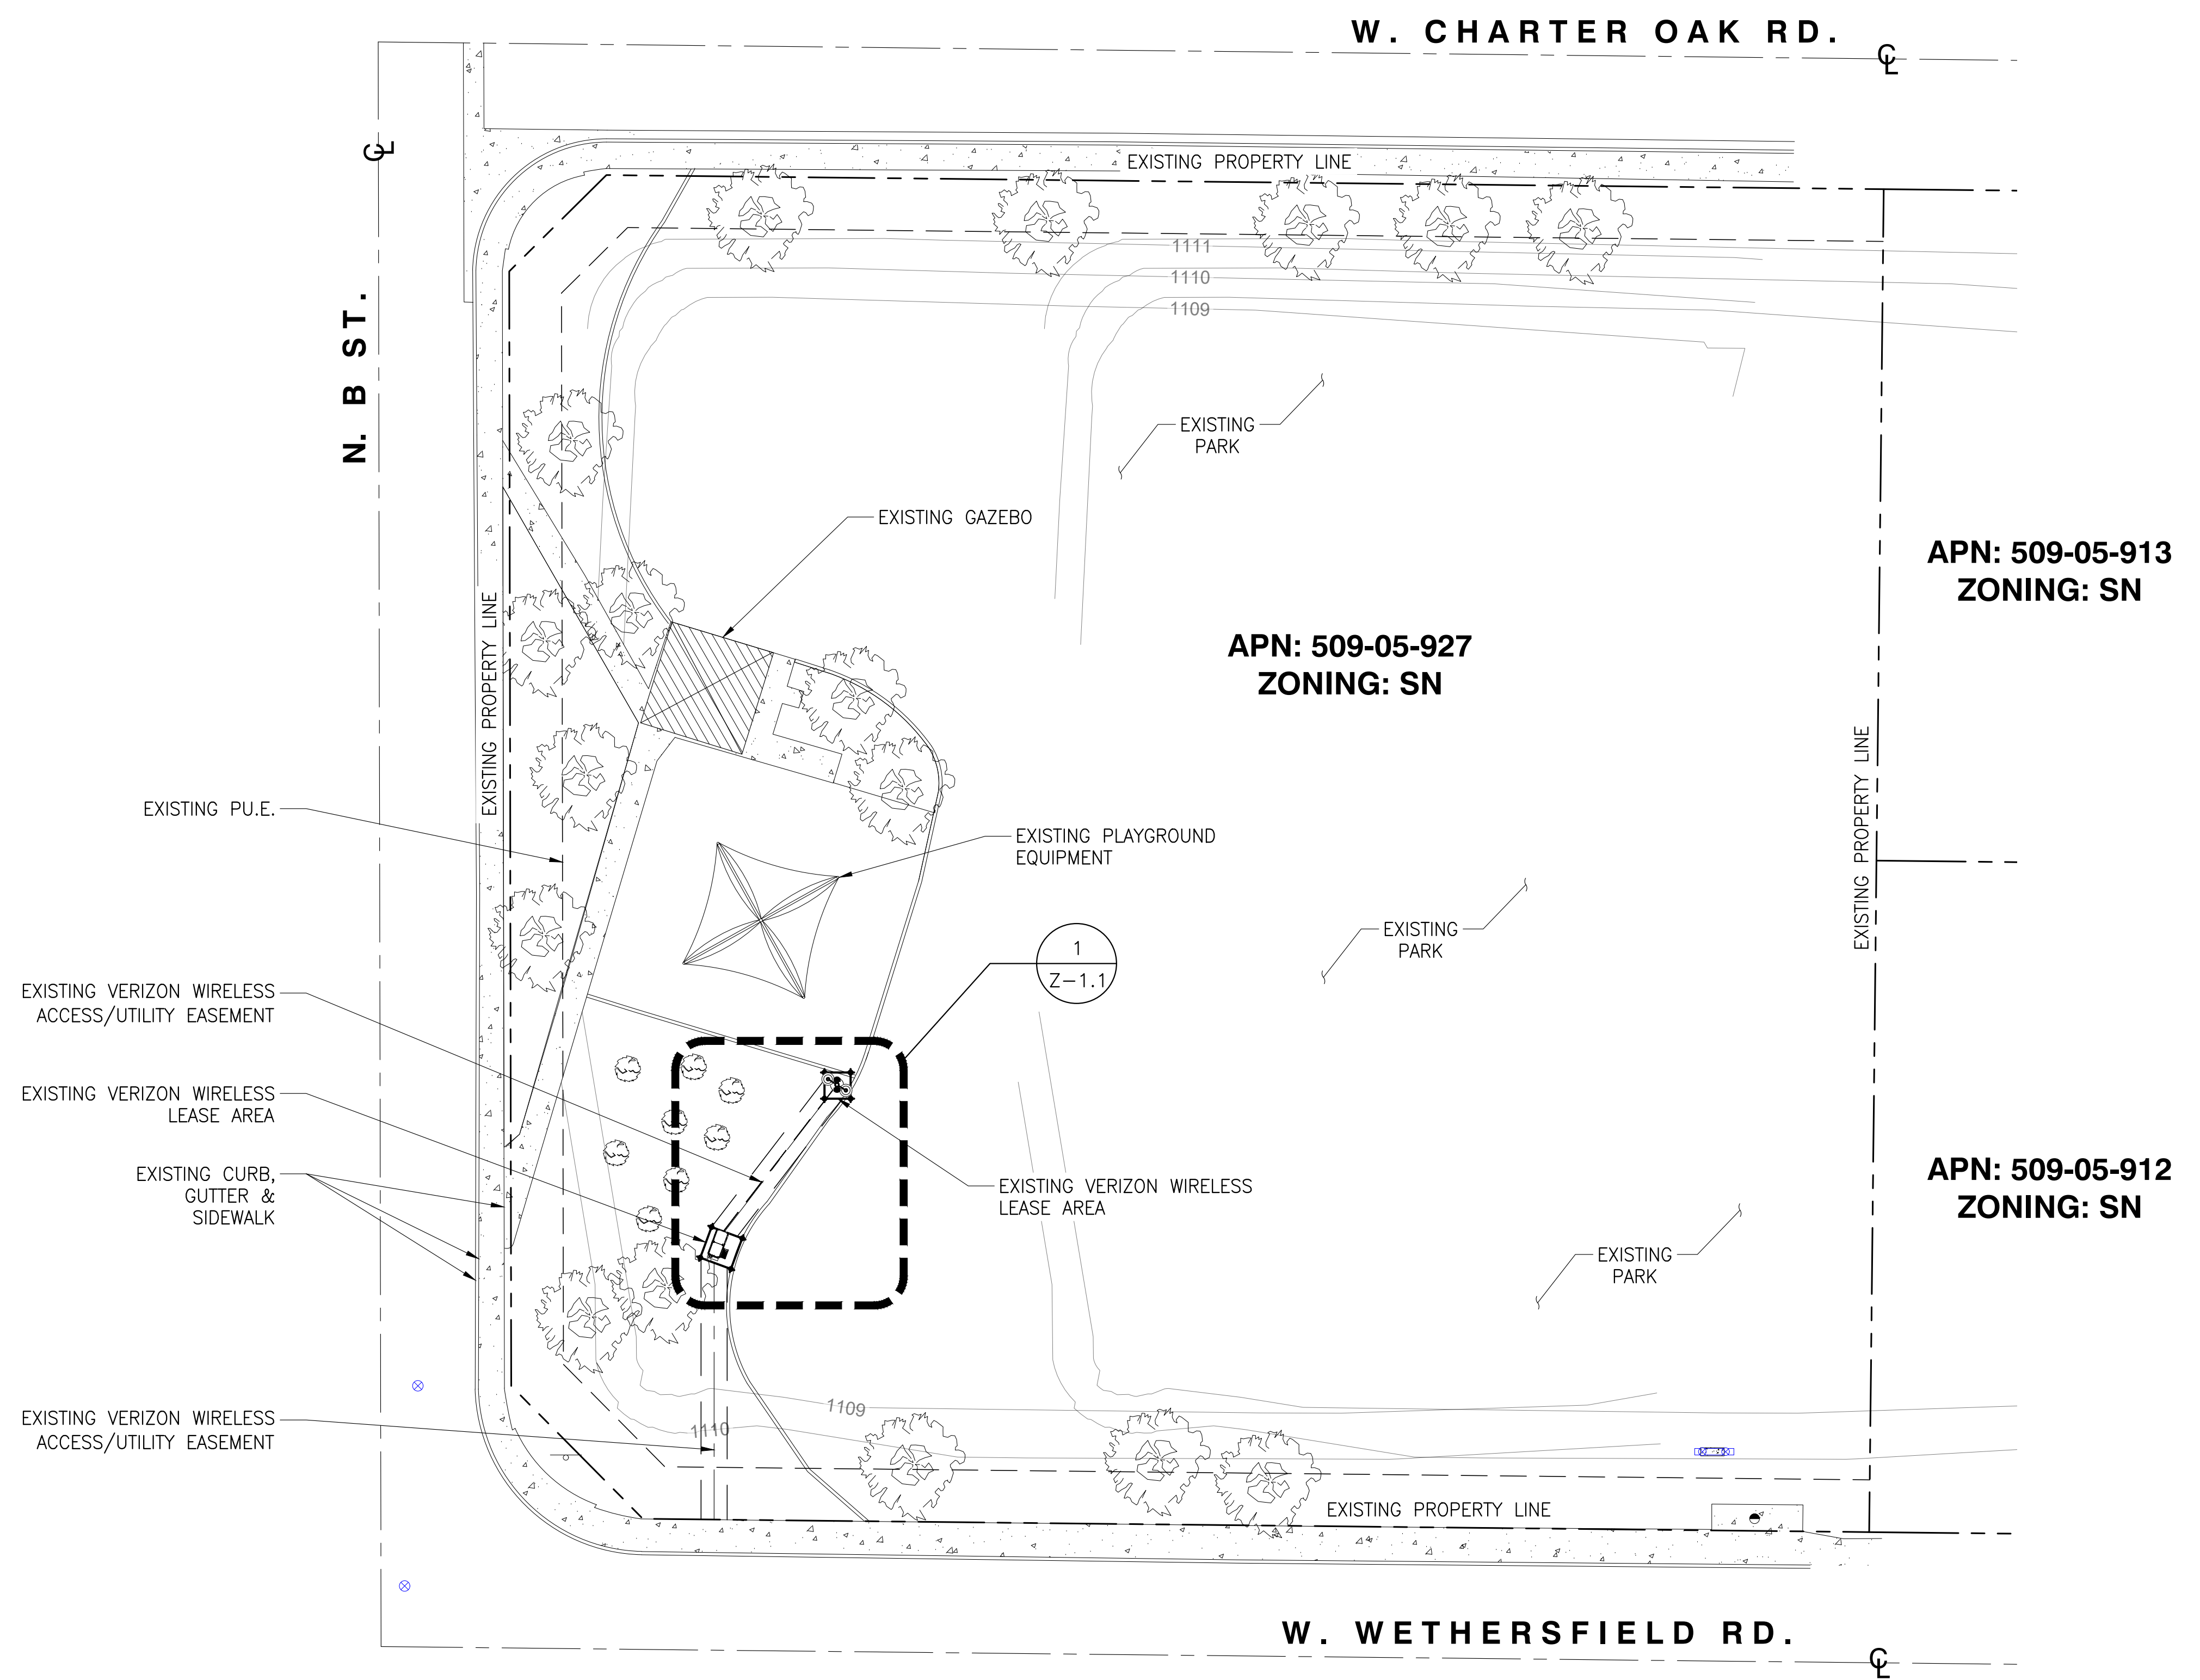 W. CHARTER OAK RD.
CL
CL
EXISTING PROPERTY LINE
1111
1110
1109
N. B ST.
EXISTING
PARK
EXISTING GAZEBO
APN: 509-05-913
ZONING: SN
APN: 509-05-927
ZONING: SN
EXISTING PROPERTY LINE
EXISTING PROPERTY LINE
EXISTING PU.E.
EXISTING PLAYGROUND
EQUIPMENT
EXISTING
PARK
1
Z-1.1
EXISTING VERIZON WIRELESS
ACCESS/UTILITY EASEMENT
EXISTING VERIZON WIRELESS
LEASE AREA
EXISTING CURB,
GUTTER &
SIDEWALK
EXISTING VERIZON WIRELESS
LEASE AREA
APN: 509-05-912
ZONING: SN
EXISTING
PARK
1109
1110
EXISTING VERIZON WIRELESS
ACCESS/UTILITY EASEMENT
EXISTING PROPERTY LINE
W. WETHERSFIELD RD.
CL